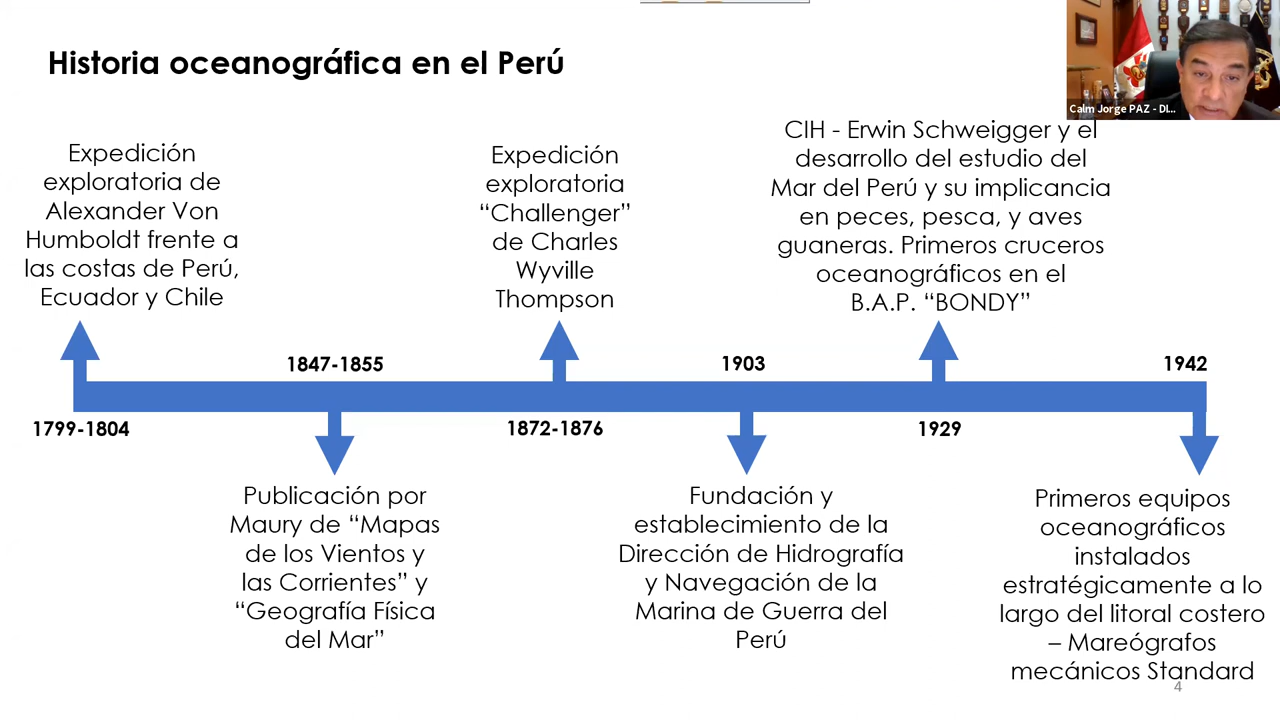 Historia oceanográfica en el Perú
Calm Jorge PAZ - DI...
Expedición
exploratoria de
Alexander Von
Humboldt frente a
las costas de Perú,
Ecuador y Chile
Expedición
exploratoria
“Challenger”
de Charles
Wyville
Thompson
CIH - Erwin Schweigger y el
desarrollo del estudio del
Mar del Perú y su implicancia
en peces, pesca, y aves
guaneras. Primeros cruceros
oceanográficos en el
B.A.P. “BONDY”
1847-1855
1903
1942
1799-1804
1872-1876
1929
Publicación por
Maury de “Mapas
de los Vientos y
las Corrientes” y
“Geografía Física
del Mar”
Fundación y
establecimiento de la
Dirección de Hidrografía
y Navegación de la
Marina de Guerra del
Perú
Primeros equipos
oceanográficos
instalados
estratégicamente a lo
largo del litoral costero
– Mareógrafos
mecánicos Standard
4